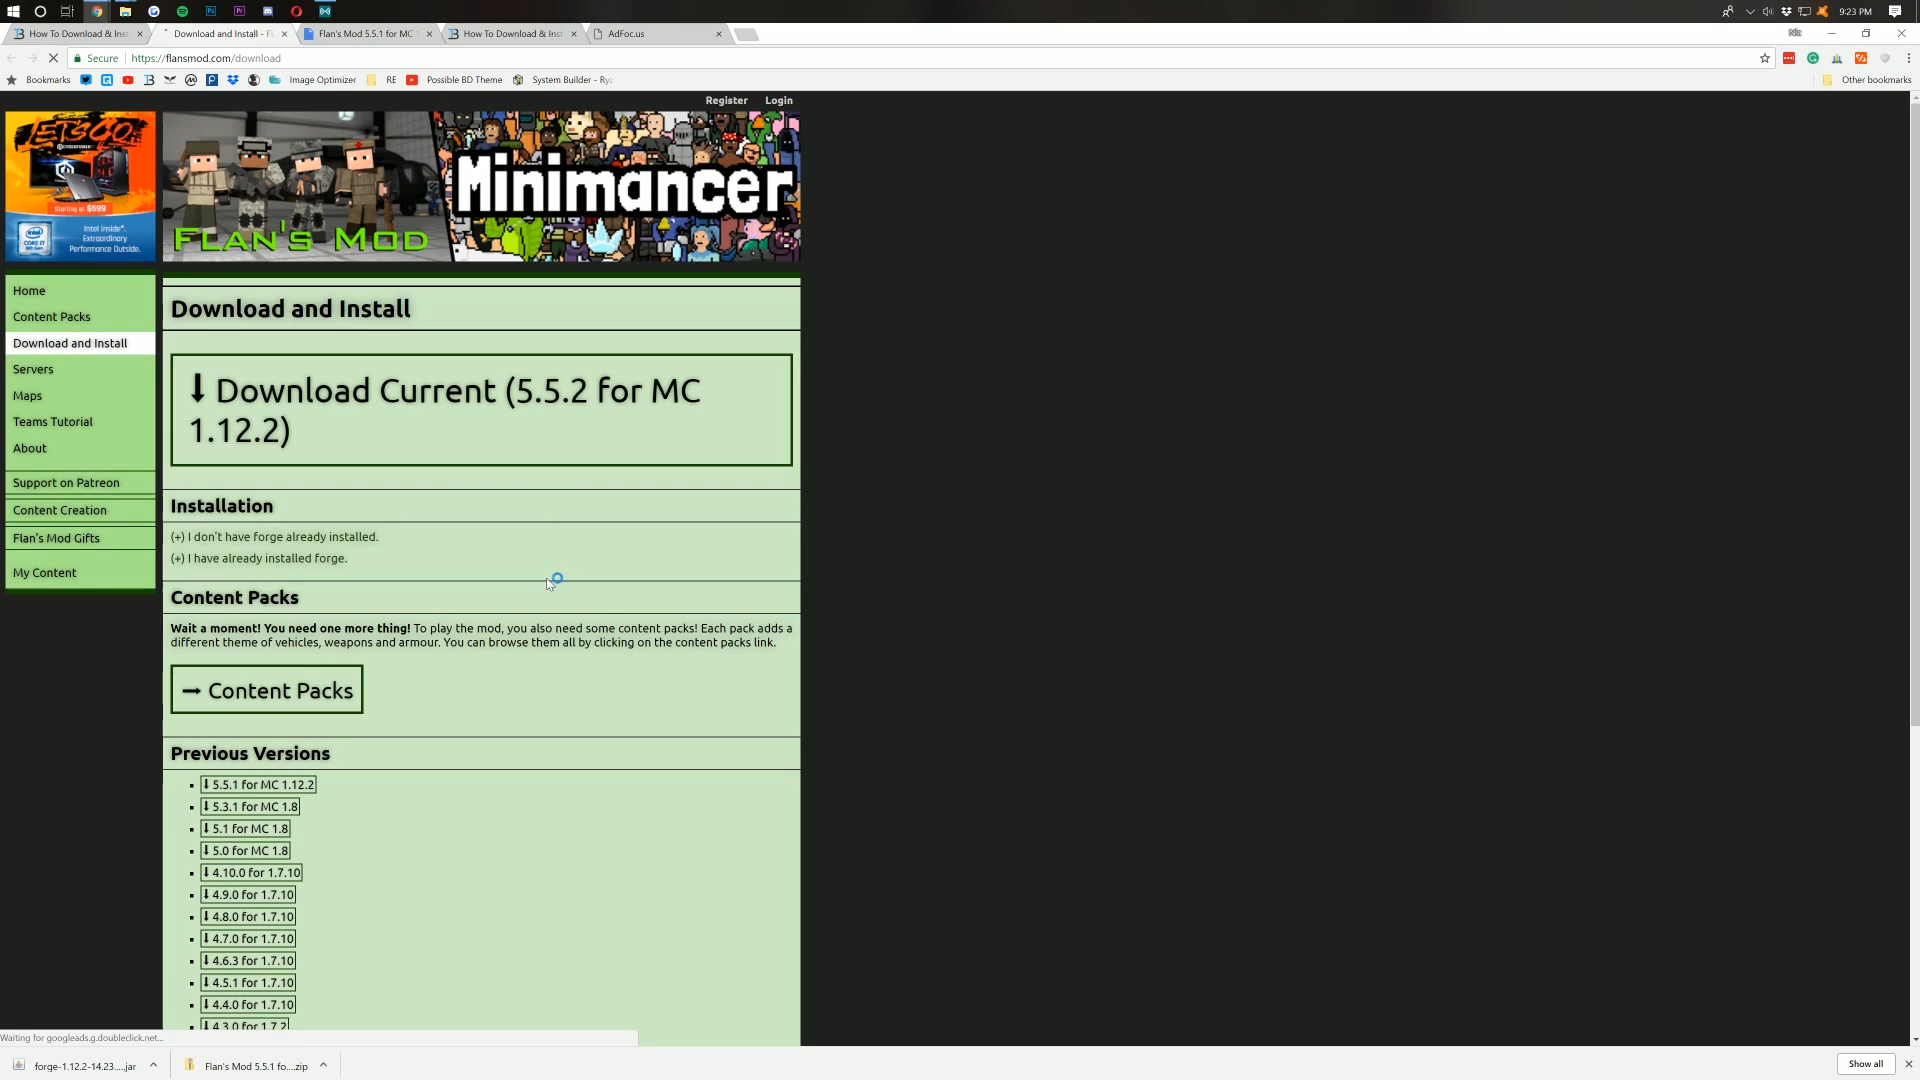 9:23 PM
How To Download & Inst
Download and Install - F
Flan's Mod 5.5.1 for MC
How To Download & Inst
AdFoc.us
Nic
Secure
https://flansmod.com/download
Bookmarks
Image Optimizer
RE
Possible BD Theme
System Builder - Ry
Other bookmarks
Register
Login
LETS GO
CYBERPOWER
Starting at $699
Intel Inside®.
Extraordinary
Performance Outside.
FLAN'S MOD
Minimancer
Home
Content Packs
Download and Install
Servers
Maps
Teams Tutorial
About
Support on Patreon
Content Creation
Flan's Mod Gifts
My Content
Download and Install
⬇ Download Current (5.5.2 for MC
1.12.2)
Installation
(+) I don't have forge already installed.
(+) I have already installed forge.
Content Packs
Wait a moment! You need one more thing! To play the mod, you also need some content packs! Each pack adds a
different theme of vehicles, weapons and armour. You can browse them all by clicking on the content packs link.
➞ Content Packs
Previous Versions
⬇ 5.5.1 for MC 1.12.2
⬇ 5.3.1 for MC 1.8
⬇ 5.1 for MC 1.8
⬇ 5.0 for MC 1.8
⬇ 4.10.0 for 1.7.10
⬇ 4.9.0 for 1.7.10
⬇ 4.8.0 for 1.7.10
⬇ 4.7.0 for 1.7.10
⬇ 4.6.3 for 1.7.10
⬇ 4.5.1 for 1.7.10
⬇ 4.4.0 for 1.7.10
⬇ 4.3.0 for 1.7.2
Waiting for googleads.g.doubleclick.net...
forge-1.12.2-14.23.....jar
Flan's Mod 5.5.1 fo....zip
Show all